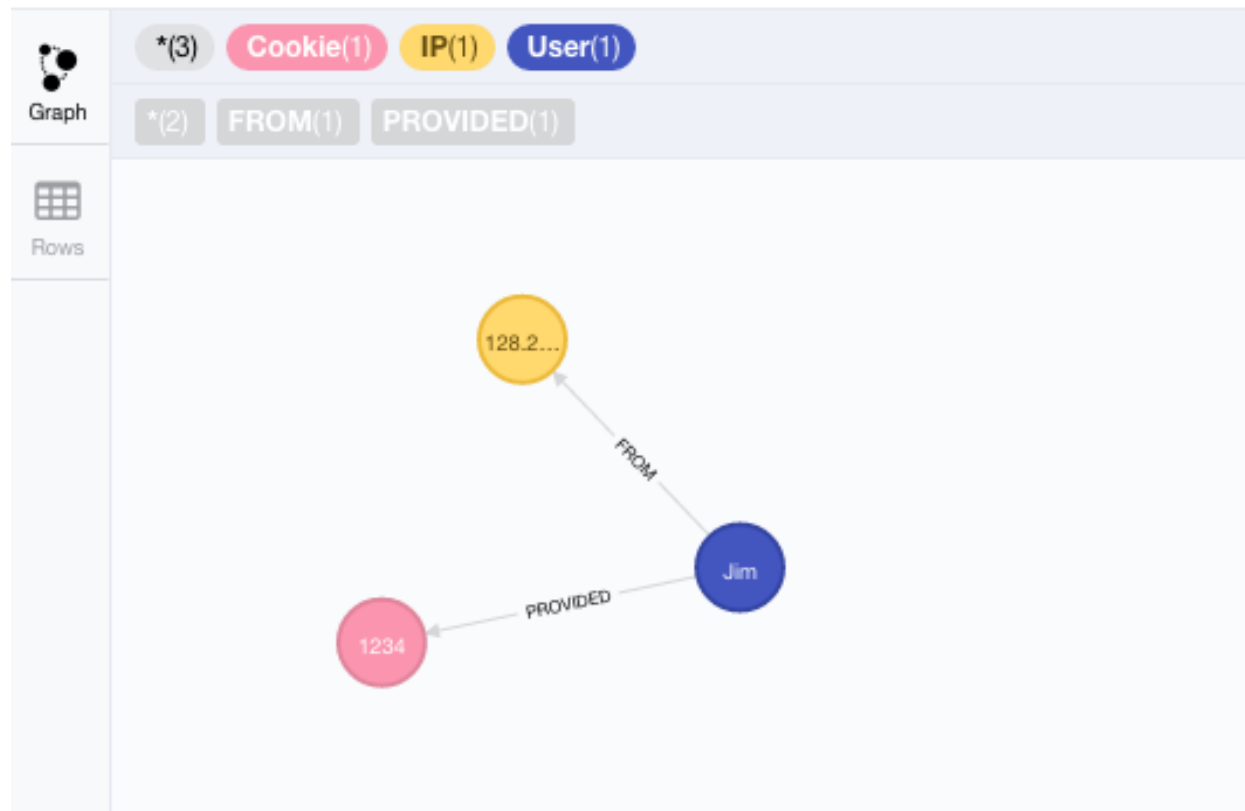 *(3) Cookie(1) IP(1) User(1)
Graph
*(2) FROM(1) PROVIDED(1)
Rows
128.2...
FROM
Jim
PROVIDED
1234